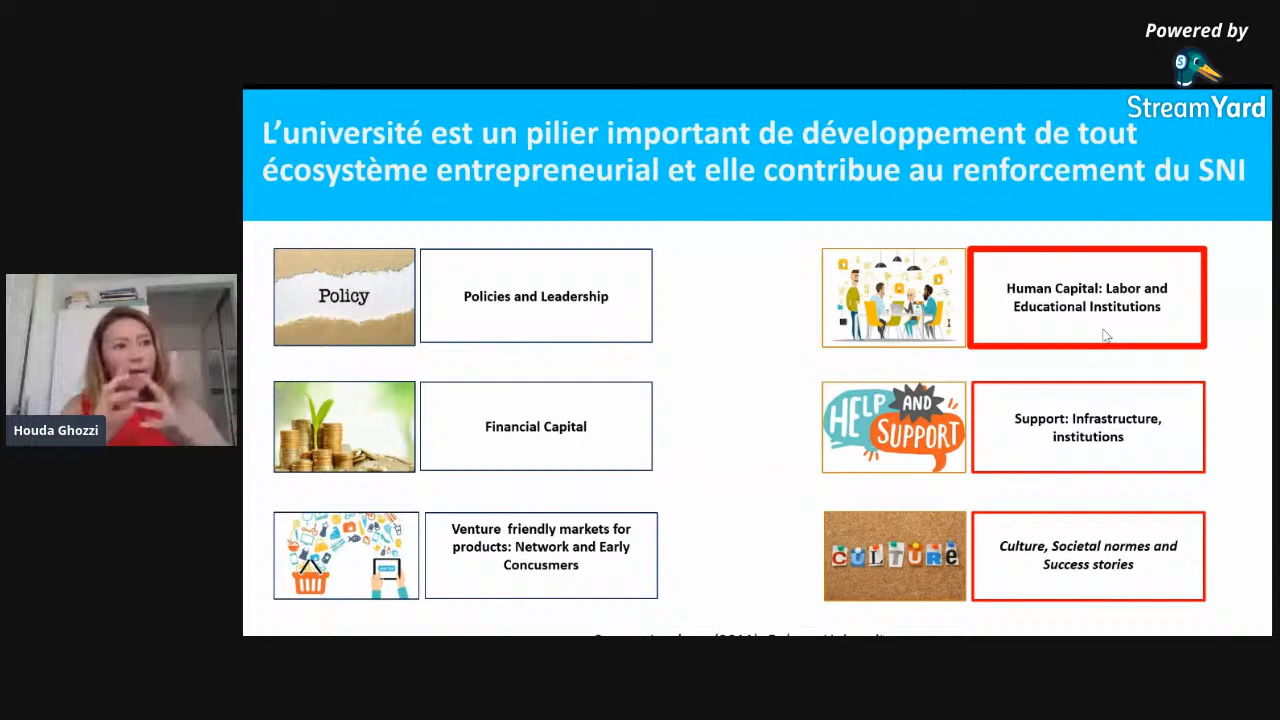 Powered by
StreamYard
L'université est un pilier important de développement de tout
écosystème entrepreneurial et elle contribue au renforcement du SNI
Policy
Policies and Leadership
Human Capital: Labor and
Educational Institutions
Financial Capital
HELP AND
SUPPORT
Support: Infrastructure,
institutions
Venture friendly markets for
products: Network and Early
Concusmers
CULTURe
Culture, Societal normes and
Success stories
Houda Ghozzi